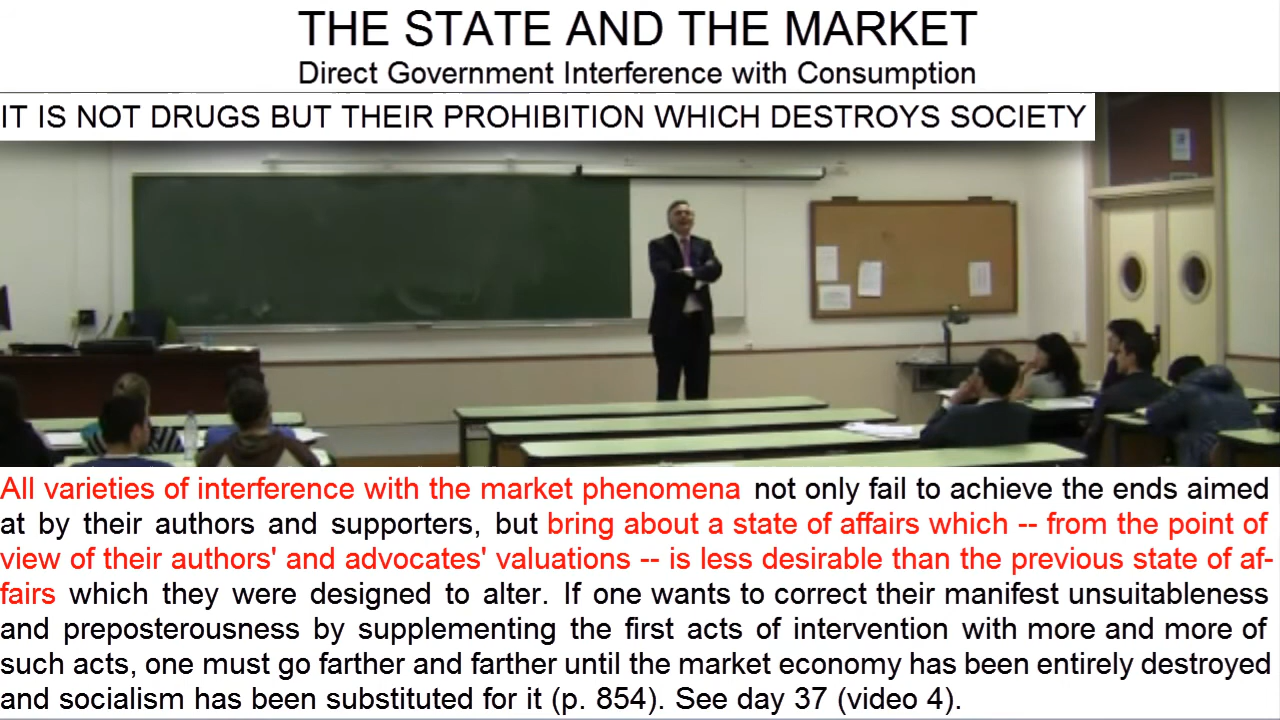 THE STATE AND THE MARKET
Direct Government Interference with Consumption
IT IS NOT DRUGS BUT THEIR PROHIBITION WHICH DESTROYS SOCIETY
All varieties of interference with the market phenomena not only fail to achieve the ends aimed
at by their authors and supporters, but bring about a state of affairs which -- from the point of
view of their authors' and advocates' valuations -- is less desirable than the previous state of af-
fairs which they were designed to alter. If one wants to correct their manifest unsuitableness
and preposterousness by supplementing the first acts of intervention with more and more of
such acts, one must go farther and farther until the market economy has been entirely destroyed
and socialism has been substituted for it (p. 854). See day 37 (video 4).